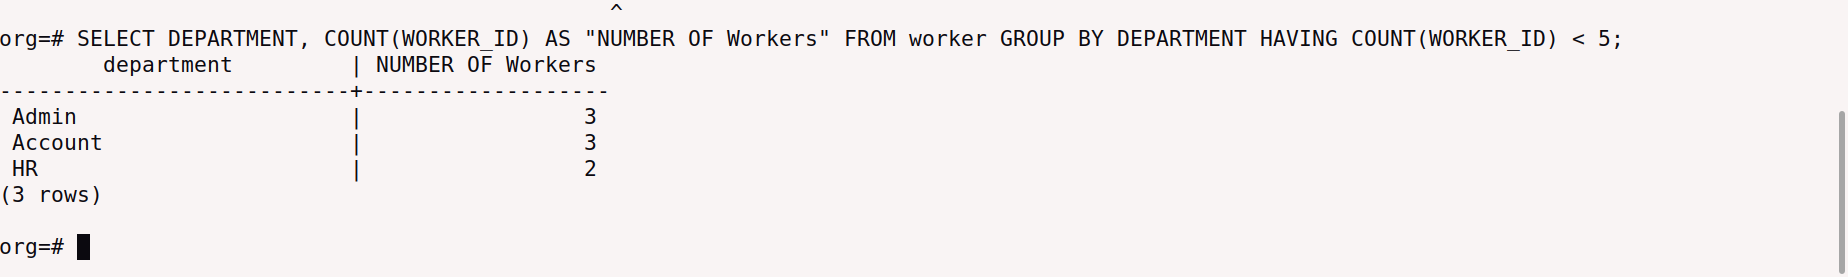 ^
org=# SELECT DEPARTMENT, COUNT(WORKER_ID) AS "NUMBER OF Workers" FROM worker GROUP BY DEPARTMENT HAVING COUNT(WORKER_ID) < 5;
        department         | NUMBER OF Workers
---------------------------+-------------------
 Admin                     |                 3
 Account                   |                 3
 HR                        |                 2
(3 rows)
org=#